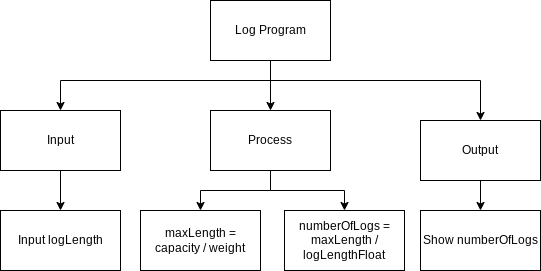 Log Program
Input
Process
Output
Input logLength
maxLength =
capacity / weight
numberOfLogs =
maxLength /
logLengthFloat
Show numberOfLogs